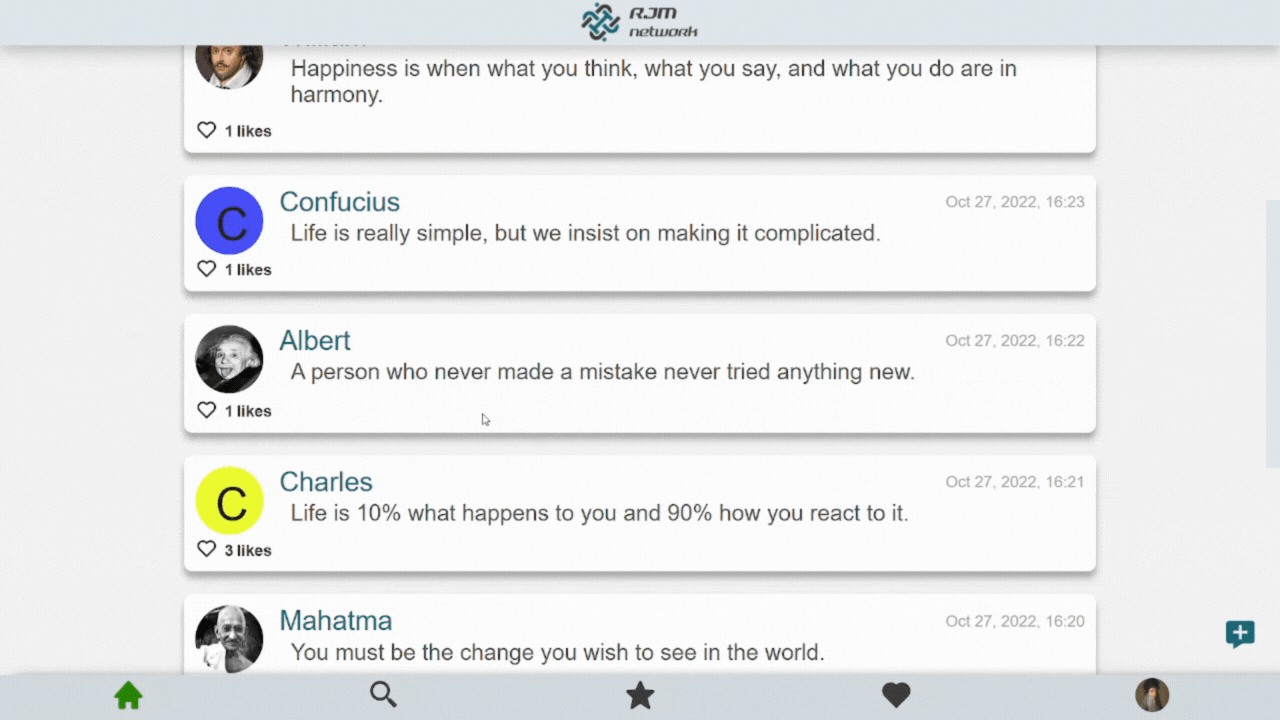 RJM
network
Happiness is when what you think, what you say, and what you do are in
harmony.
1 likes
C
Confucius
Oct 27, 2022, 16:23
Life is really simple, but we insist on making it complicated.
1 likes
Albert
Oct 27, 2022, 16:22
A person who never made a mistake never tried anything new.
1 likes
C
Charles
Oct 27, 2022, 16:21
Life is 10% what happens to you and 90% how you react to it.
3 likes
Mahatma
Oct 27, 2022, 16:20
You must be the change you wish to see in the world.